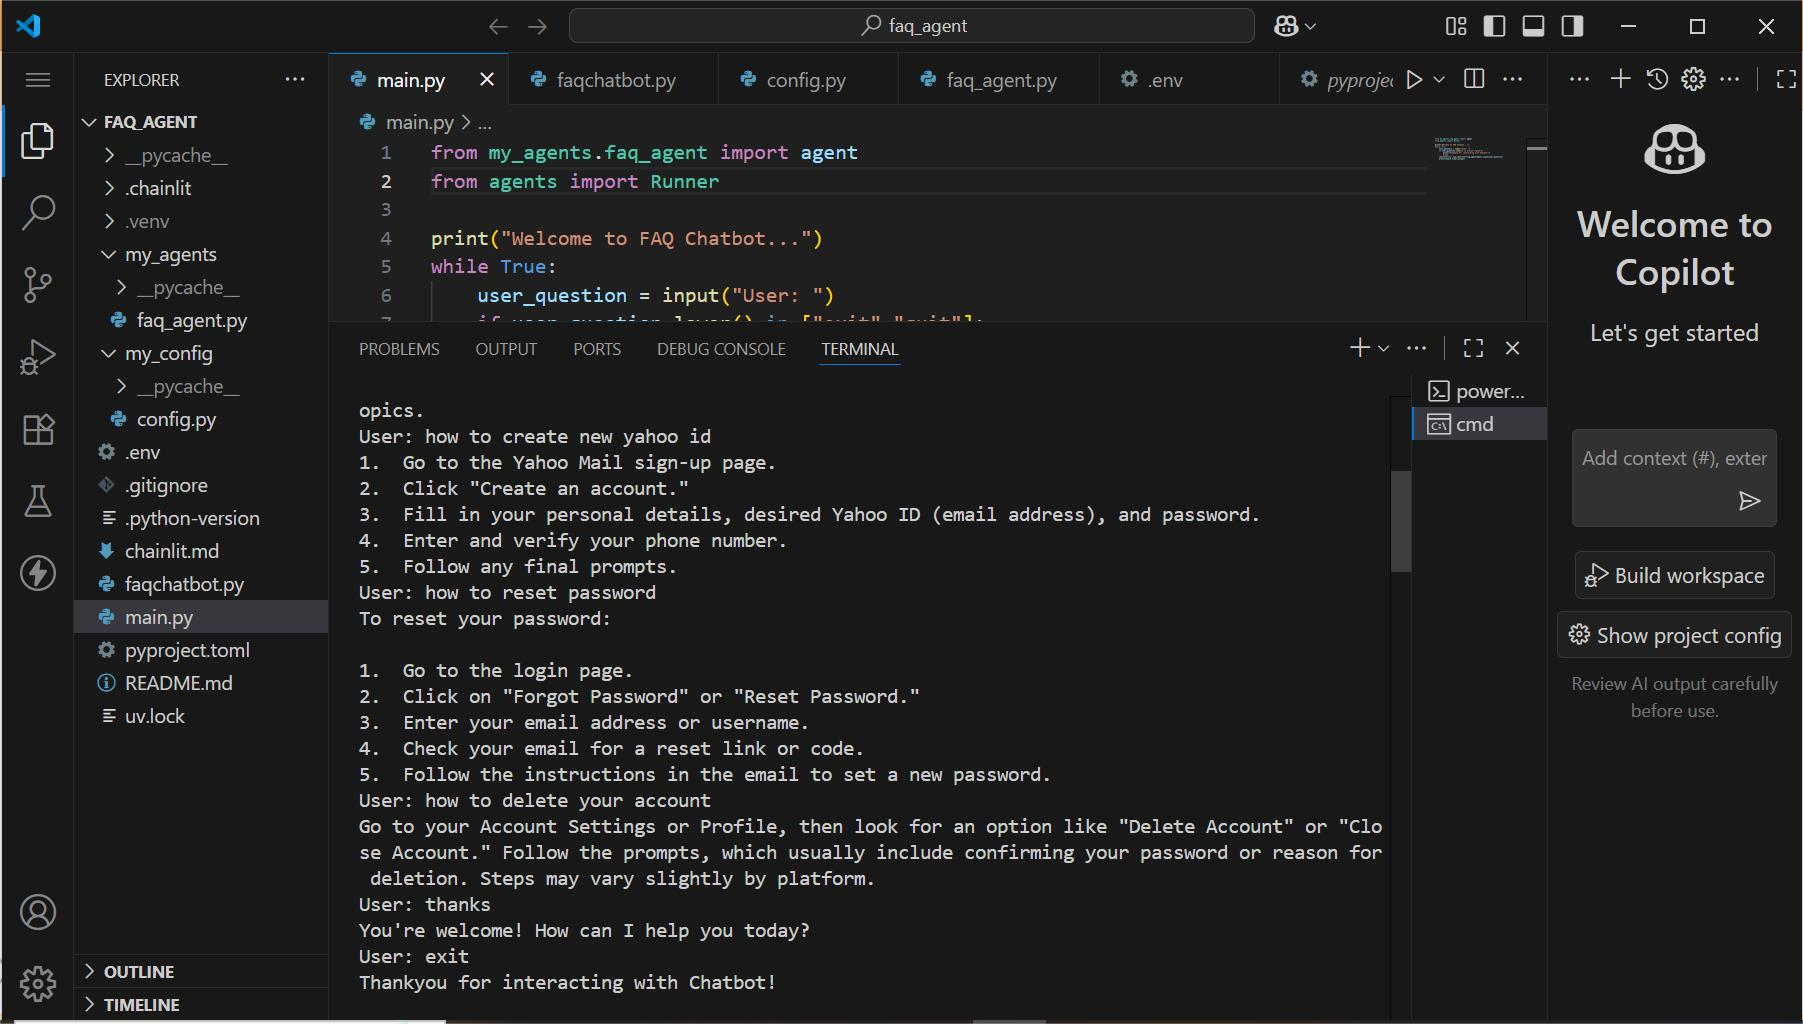 faq_agent
EXPLORER
main.py
faqchatbot.py
config.py
faq_agent.py
.env
pyprojec
FAQ_AGENT
__pycache__
.chainlit
.venv
my_agents
__pycache__
faq_agent.py
my_config
__pycache__
config.py
.env
.gitignore
.python-version
chainlit.md
faqchatbot.py
main.py
pyproject.toml
README.md
uv.lock
OUTLINE
TIMELINE
main.py > ...
1 from my_agents.faq_agent import agent
2 from agents import Runner
3
4 print("Welcome to FAQ Chatbot...")
5 while True:
6 user_question = input("User: ")
7 if user_question.lower() in ["exit","quit"]:
PROBLEMS
OUTPUT
PORTS
DEBUG CONSOLE
TERMINAL
opics.
User: how to create new yahoo id
1. Go to the Yahoo Mail sign-up page.
2. Click "Create an account."
3. Fill in your personal details, desired Yahoo ID (email address), and password.
4. Enter and verify your phone number.
5. Follow any final prompts.
User: how to reset password
To reset your password:
1. Go to the login page.
2. Click on "Forgot Password" or "Reset Password."
3. Enter your email address or username.
4. Check your email for a reset link or code.
5. Follow the instructions in the email to set a new password.
User: how to delete your account
Go to your Account Settings or Profile, then look for an option like "Delete Account" or "Clo
se Account." Follow the prompts, which usually include confirming your password or reason for
deletion. Steps may vary slightly by platform.
User: thanks
You're welcome! How can I help you today?
User: exit
Thankyou for interacting with Chatbot!
power...
cmd
Welcome to
Copilot
Let's get started
Add context (#), exter
Build workspace
Show project config
Review AI output carefully
before use.